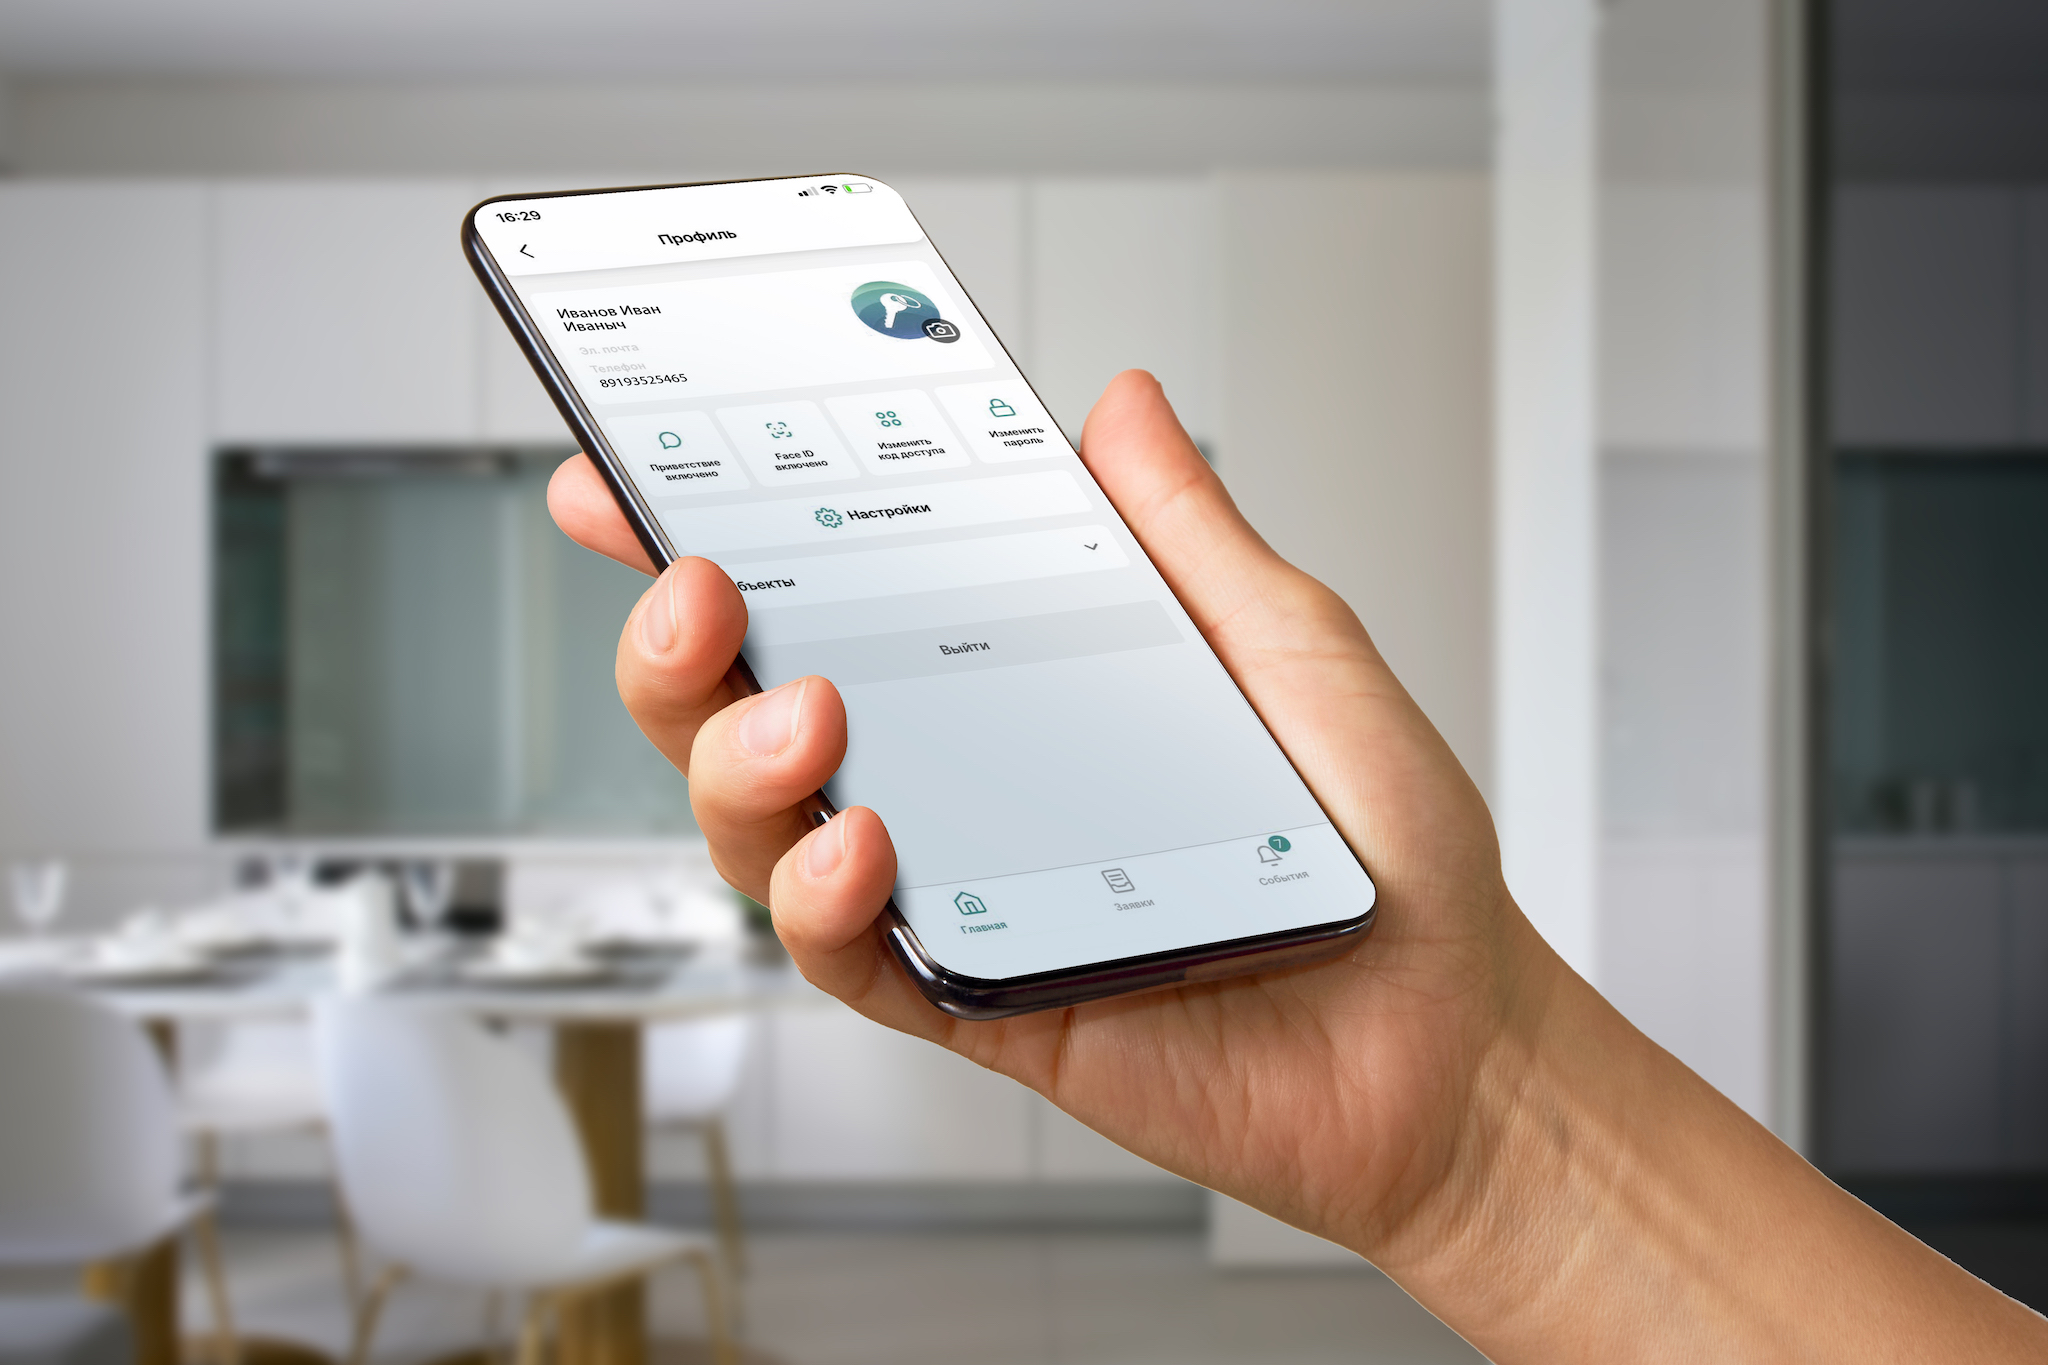 16:29
Профиль
Иванов Иван
Иваныч
Эл. почта
Телефон
89193525465
Приветствие
включено
Face ID
включено
Изменить
код доступа
Изменить
пароль
Настройки
бъекты
Выйти
7
Главная
Заявки
События